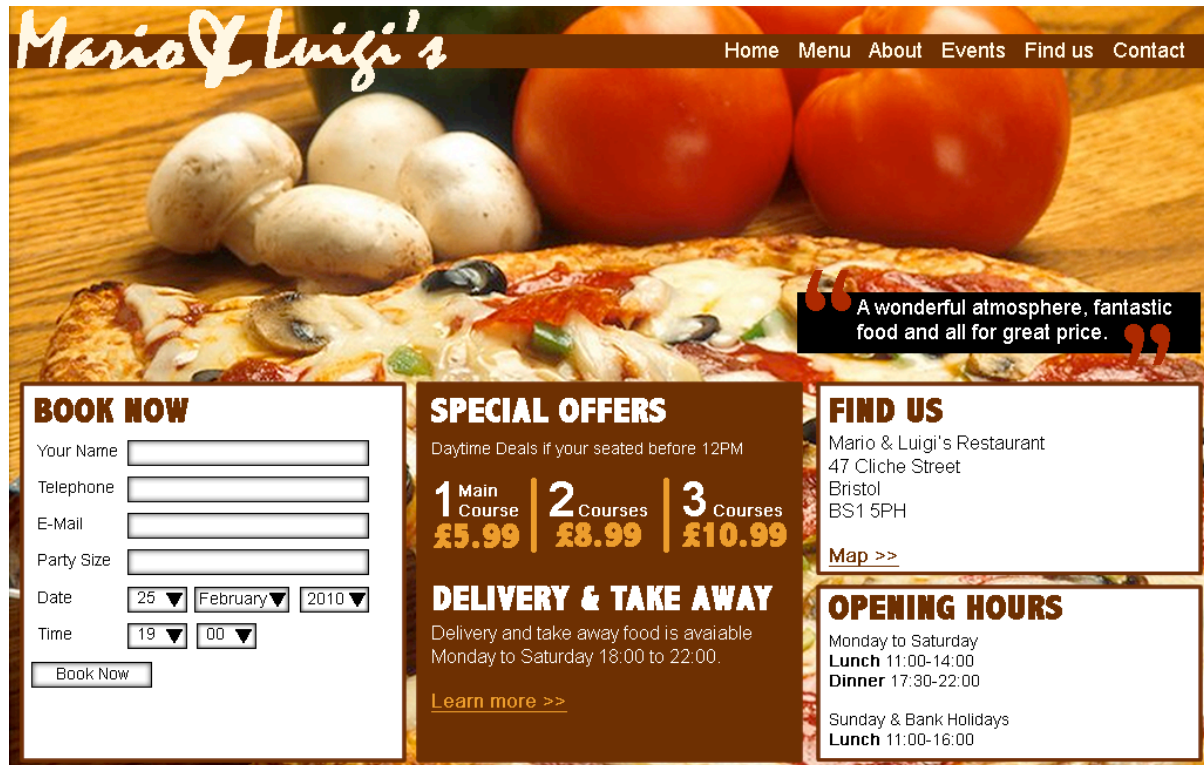 Mario & Luigi's
Home Menu About Events Find us Contact
“ A wonderful atmosphere, fantastic
food and all for great price. ”
BOOK NOW
Your Name
Telephone
E-Mail
Party Size
Date 25 February 2010
Time 19 00
Book Now
SPECIAL OFFERS
Daytime Deals if your seated before 12PM
1 Main Course £5.99
2 Courses £8.99
3 Courses £10.99
DELIVERY & TAKE AWAY
Delivery and take away food is avaiable
Monday to Saturday 18:00 to 22:00.
Learn more >>
FIND US
Mario & Luigi's Restaurant
47 Cliche Street
Bristol
BS1 5PH
Map >>
OPENING HOURS
Monday to Saturday
Lunch 11:00-14:00
Dinner 17:30-22:00
Sunday & Bank Holidays
Lunch 11:00-16:00